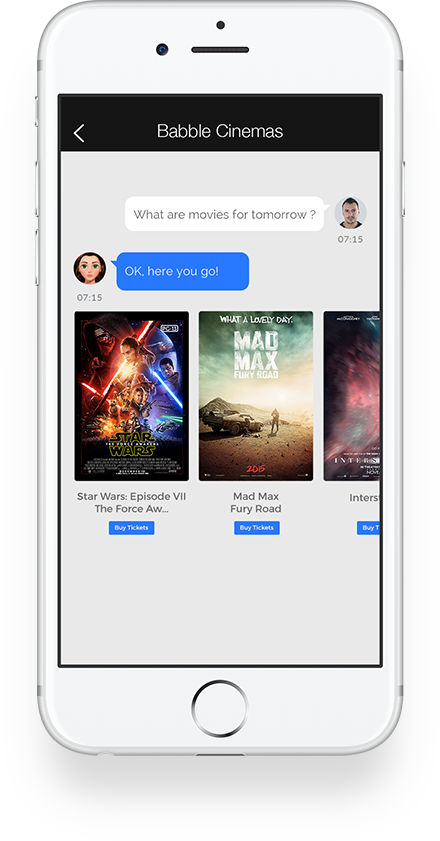 Babble Cinemas
What are movies for tomorrow ?
07:15
OK, here you go!
07:15
PG-13
STAR
THE FORCE AWAKENS
WARS
WHAT A LOVELY DAY.
MAD
MAX
FURY ROAD
2015
INTERS
Star Wars: Episode VII
The Force Aw...
Mad Max
Fury Road
Interst
Buy Tickets
Buy Tickets
Buy T